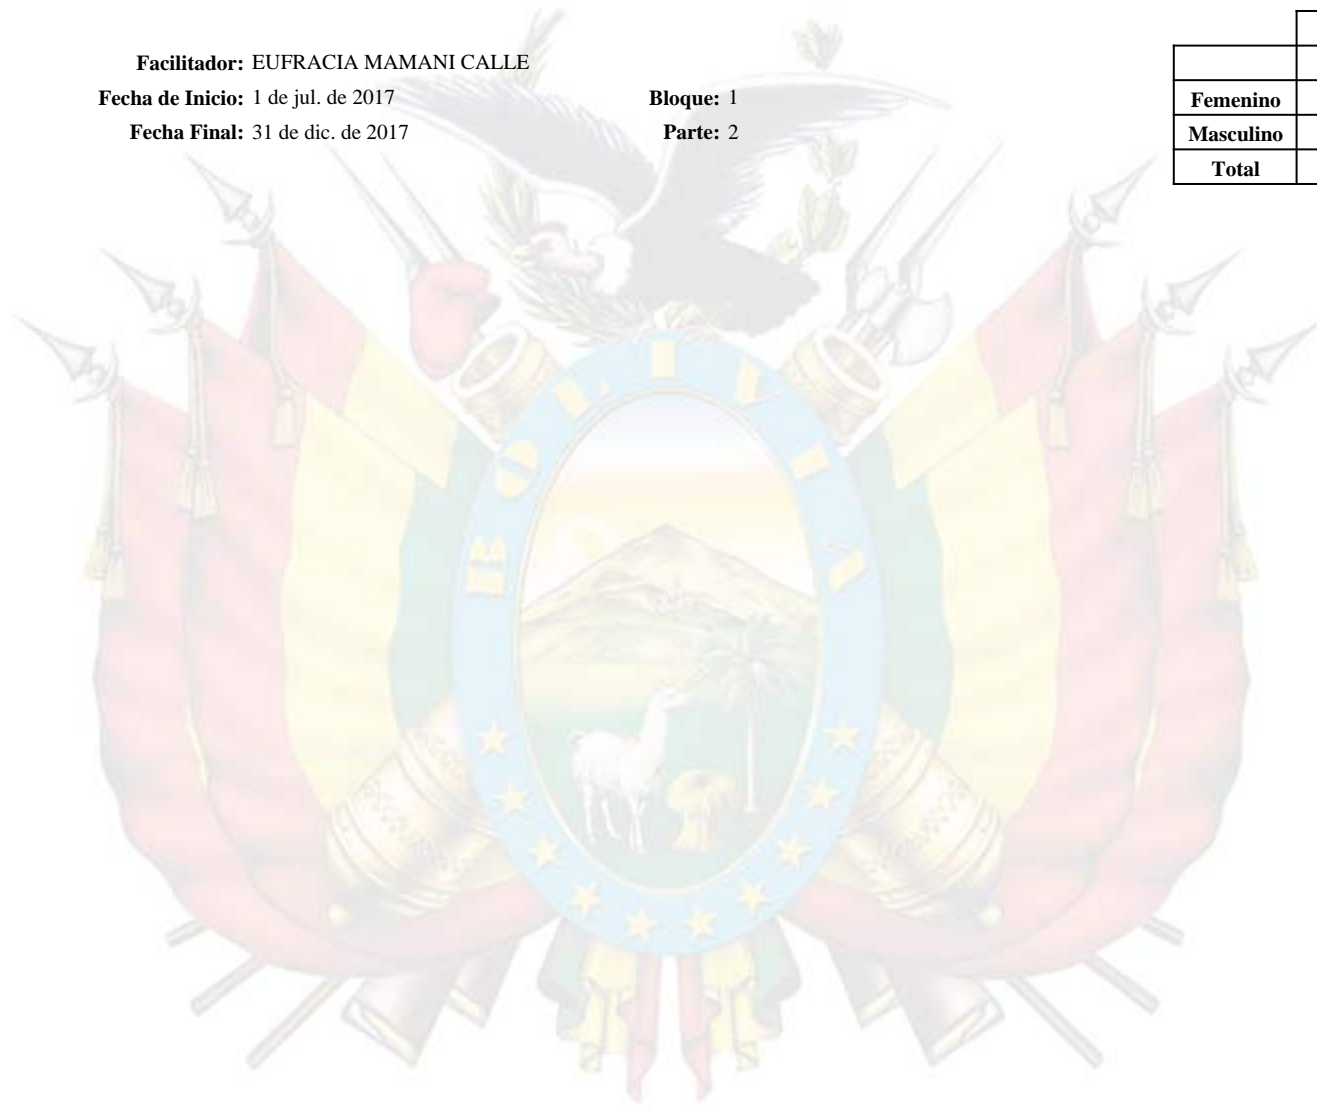 Facilitador: EUFRACIA MAMANI CALLE
Fecha de Inicio: 1 de jul. de 2017 Bloque: 1
Fecha Final: 31 de dic. de 2017 Parte: 2
Femenino
Masculino
Total
BOLIVIA